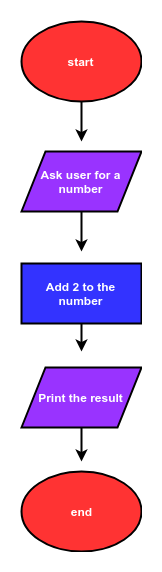 start
Ask user for a
number
Add 2 to the
number
Print the result
end